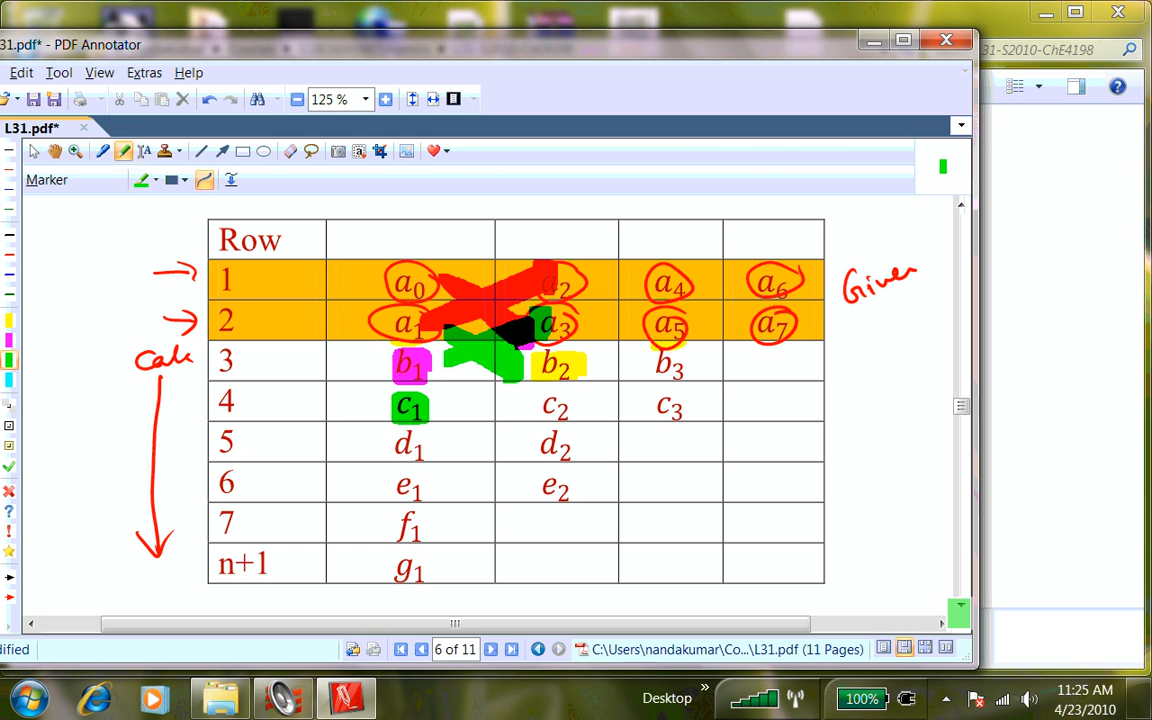 31.pdf* - PDF Annotator
31-S2010-ChE4198
Edit Tool View Extras Help
125 %
L31.pdf*
Marker
Row
1 a₀ a₂ a₄ a₆ Given
2 a₁ a₃ a₅ a₇
Calc 3 b₁ b₂ b₃
4 c₁ c₂ c₃
5 d₁ d₂
6 e₁ e₂
7 f₁
n+1 g₁
dified
6 of 11
C:\Users\nandakumar\Co...\L31.pdf (11 Pages)
Desktop
»
100%
11:25 AM
4/23/2010